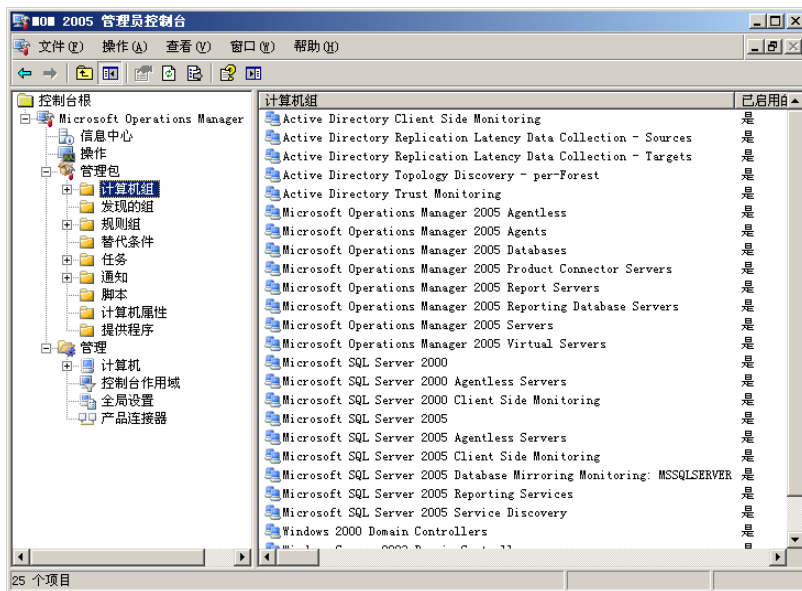 MOM 2005 管理员控制台
文件(F) 操作(A) 查看(V) 窗口(W) 帮助(H)
控制台根
Microsoft Operations Manager
信息中心
操作
管理包
计算机组
发现的组
规则组
替代条件
任务
通知
脚本
计算机属性
提供程序
管理
计算机
控制台作用域
全局设置
产品连接器
计算机组 已启用的
Active Directory Client Side Monitoring 是
Active Directory Replication Latency Data Collection - Sources 是
Active Directory Replication Latency Data Collection - Targets 是
Active Directory Topology Discovery - per-Forest 是
Active Directory Trust Monitoring 是
Microsoft Operations Manager 2005 Agentless 是
Microsoft Operations Manager 2005 Agents 是
Microsoft Operations Manager 2005 Databases 是
Microsoft Operations Manager 2005 Product Connector Servers 是
Microsoft Operations Manager 2005 Report Servers 是
Microsoft Operations Manager 2005 Reporting Database Servers 是
Microsoft Operations Manager 2005 Servers 是
Microsoft Operations Manager 2005 Virtual Servers 是
Microsoft SQL Server 2000 是
Microsoft SQL Server 2000 Agentless Servers 是
Microsoft SQL Server 2000 Client Side Monitoring 是
Microsoft SQL Server 2005 是
Microsoft SQL Server 2005 Agentless Servers 是
Microsoft SQL Server 2005 Client Side Monitoring 是
Microsoft SQL Server 2005 Database Mirroring Monitoring: MSSQLSERVER 是
Microsoft SQL Server 2005 Reporting Services 是
Microsoft SQL Server 2005 Service Discovery 是
Windows 2000 Domain Controllers 是
25 个项目